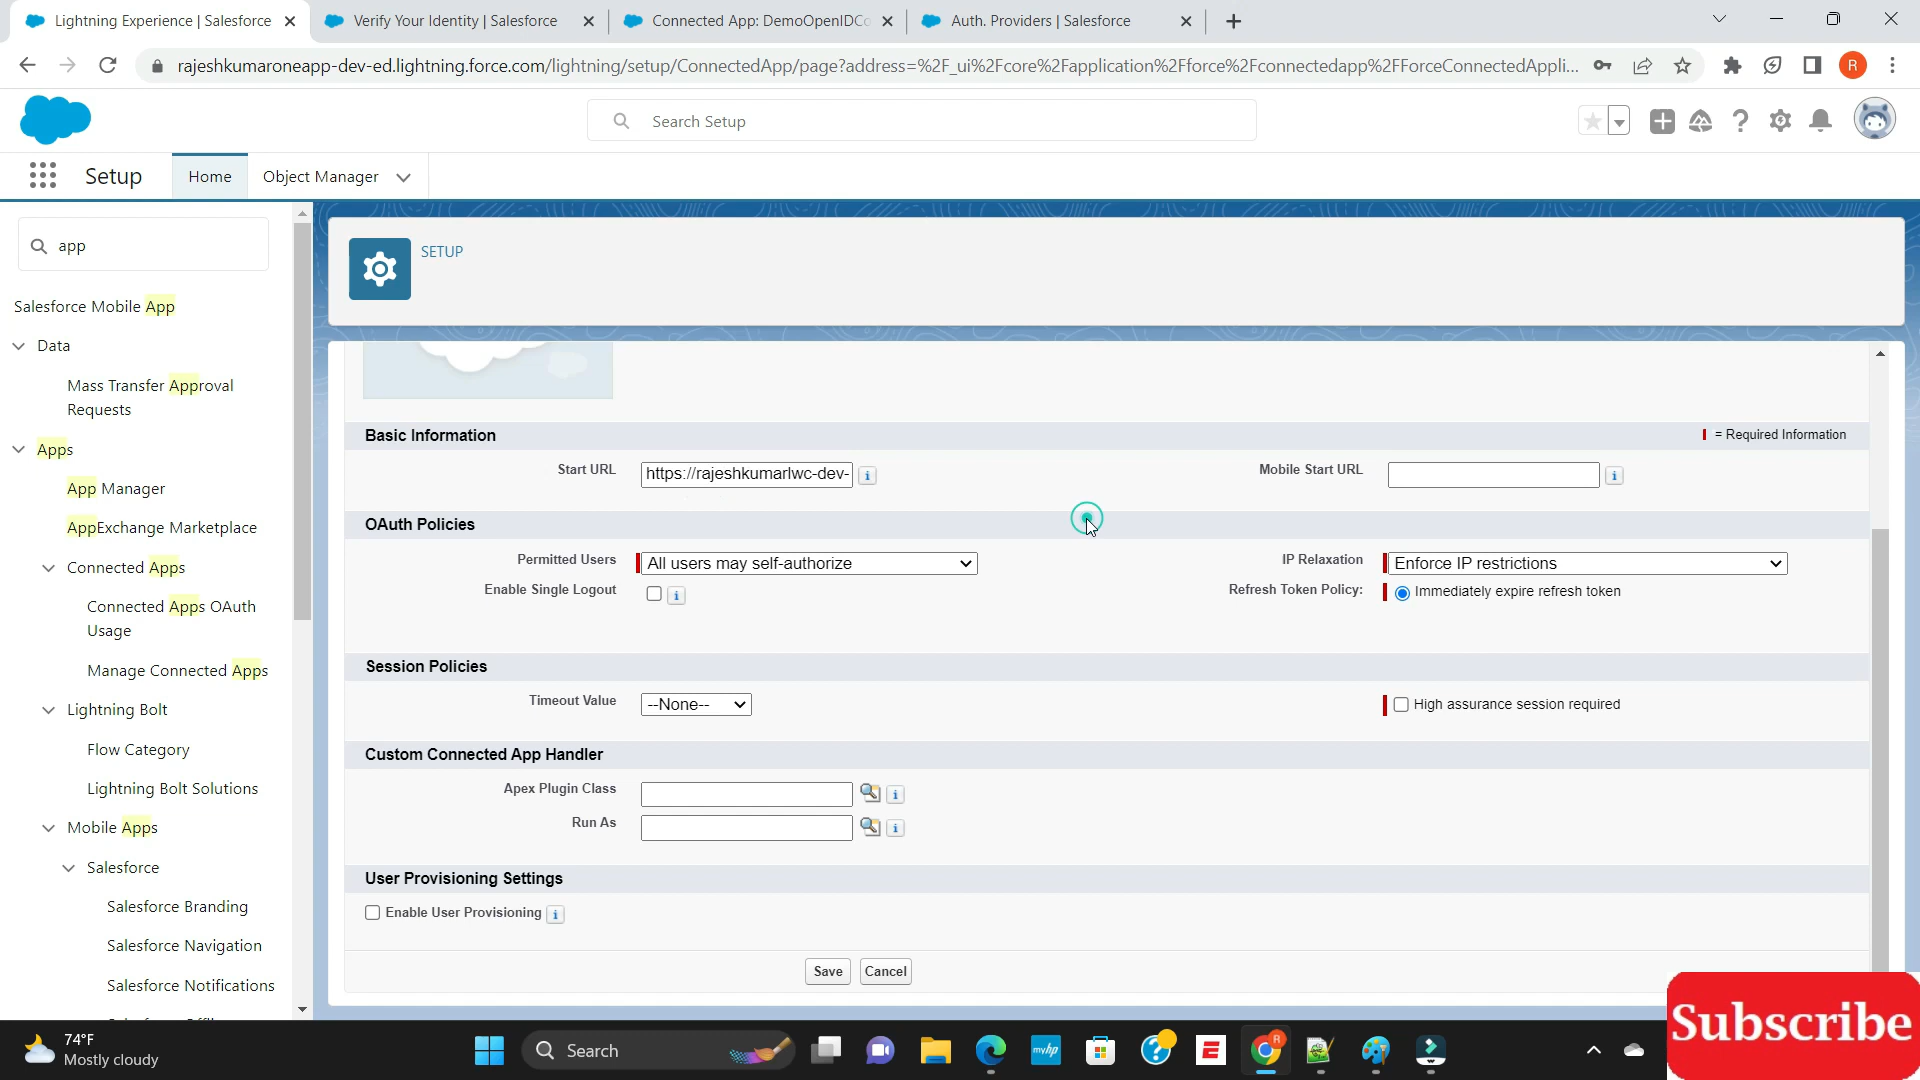 Lightning Experience | Salesforce
Verify Your Identity | Salesforce
Connected App: DemoOpenIDCo
Auth. Providers | Salesforce
rajeshkumaroneapp-dev-ed.lightning.force.com/lightning/setup/ConnectedApp/page?address=%2F_ui%2Fcore%2Fapplication%2Fforce%2Fconnectedapp%2FForceConnectedAppli...
R
Search Setup
Setup
Home
Object Manager
app
SETUP
Salesforce Mobile App
Data
Mass Transfer Approval
Requests
Apps
App Manager
AppExchange Marketplace
Connected Apps
Connected Apps OAuth
Usage
Manage Connected Apps
Lightning Bolt
Flow Category
Lightning Bolt Solutions
Mobile Apps
Salesforce
Salesforce Branding
Salesforce Navigation
Salesforce Notifications
Basic Information
= Required Information
Start URL https://rajeshkumarlwc-dev-
Mobile Start URL
OAuth Policies
Permitted Users All users may self-authorize
IP Relaxation Enforce IP restrictions
Enable Single Logout
Refresh Token Policy: Immediately expire refresh token
Session Policies
Timeout Value --None--
High assurance session required
Custom Connected App Handler
Apex Plugin Class
Run As
User Provisioning Settings
Enable User Provisioning
Save Cancel
Subscribe
74°F
Mostly cloudy
Search
myhp
R